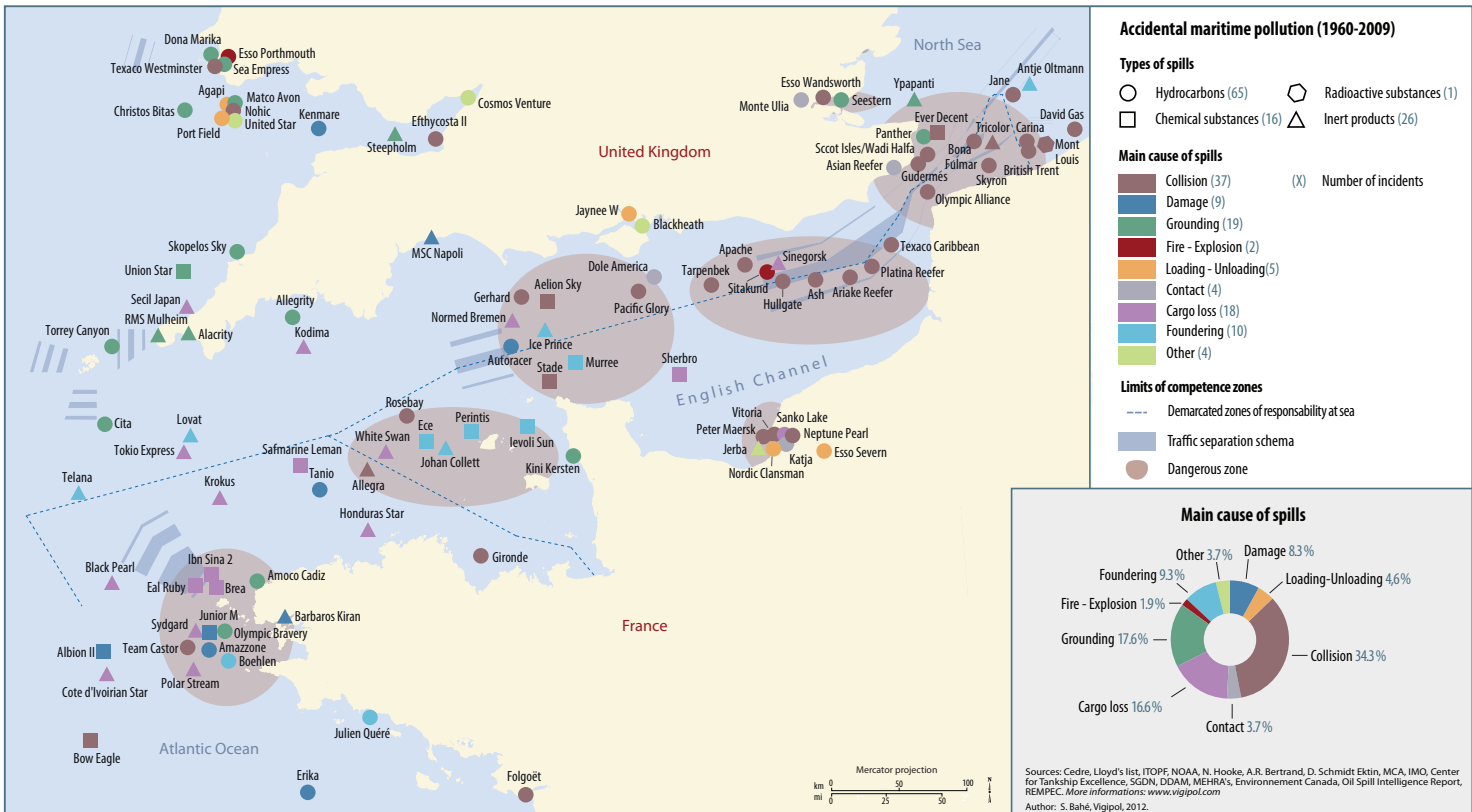 Accidental maritime pollution (1960-2009)
Types of spills
Hydrocarbons (65)
Radioactive substances (1)
Chemical substances (16)
Inert products (26)
Main cause of spills
Collision (37)
(X) Number of incidents
Damage (9)
Grounding (19)
Fire - Explosion (2)
Loading - Unloading(5)
Contact (4)
Cargo loss (18)
Foundering (10)
Other (4)
Limits of competence zones
Demarcated zones of responsability at sea
Traffic separation schema
Dangerous zone
North Sea
United Kingdom
English Channel
France
Atlantic Ocean
Dona Marika
Esso Portmouth
Texaco Westminster
Sea Empress
Agapi
Matco Avon
Christos Bitas
Nohic
Port Field
United Star
Kenmare
Cosmos Venture
Efthycosta II
Steepholm
Esso Wandsworth
Monte Ulia
Seestern
Ypapanti
Jane
Antje Oltmann
David Gas
Ever Decent
Panther
Tricolor
Carina
Mont
Louis
Sccot Isles/Wadi Halfa
Bona
Fulmar
Asian Reefer
Gudermés
Skyron
British Trent
Olympic Alliance
Jaynee W
Blackheath
Texaco Caribbean
Skopelos Sky
MSC Napoli
Union Star
Dole America
Apache
Sinegorsk
Tarpenbek
Platina Reefer
Sitakund
Hullgate
Ash
Ariake Reefer
Secil Japan
RMS Mulheim
Alacrity
Allegrity
Kodima
Torrey Canyon
Gerhard
Aelion Sky
Pacific Glory
Normed Bremen
Ice Prince
Autoracer
Murree
Stade
Sherbro
Cita
Lovat
Tokio Express
Rosebay
Ece
Perintis
White Swan
Ievoli Sun
Johan Collett
Safmarine Leman
Tanio
Allegra
Kini Kersten
Vitoria
Sanko Lake
Peter Maersk
Neptune Pearl
Jerba
Katja
Esso Severn
Nordic Clansman
Telana
Krokus
Honduras Star
Gironde
Black Pearl
Ibn Sina 2
Eal Ruby
Brea
Amoco Cadiz
Barbaros Kiran
Junior M
Sydgard
Olympic Bravery
Team Castor
Amazzone
Boehlen
Albion II
Polar Stream
Cote d'Ivoirian Star
Bow Eagle
Julien Quéré
Erika
Folgoët
Mercator projection
km 0 50 100
mi 0 50
N
S
Main cause of spills
Other 3.7%
Damage 8.3%
Foundering 9.3%
Loading-Unloading 4,6%
Fire - Explosion 1.9%
Grounding 17.6%
Collision 34.3%
Cargo loss 16.6%
Contact 3.7%
Sources: Cedre, Lloyd's list, ITOPF, NOAA, N. Hooke, A.R. Bertrand, D. Schmidt Ektin, MCA, IMO, Center
for Tankship Excellence, SGDN, DDAM, MEHRA's, Environnement Canada, Oil Spill Intelligence Report,
REMPEC. More informations: www.vigipol.com
Author: S. Bahé, Vigipol, 2012.